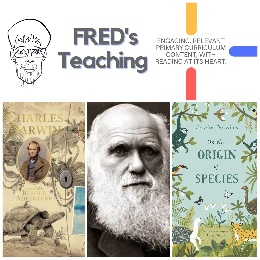 FRED's
Teaching
ENGAGING, RELEVANT
PRIMARY CURRICULUM
CONTENT, WITH
READING AT ITS HEART.
CHARLES
DARWIN
On the
ORIGIN
OF
SPECIES